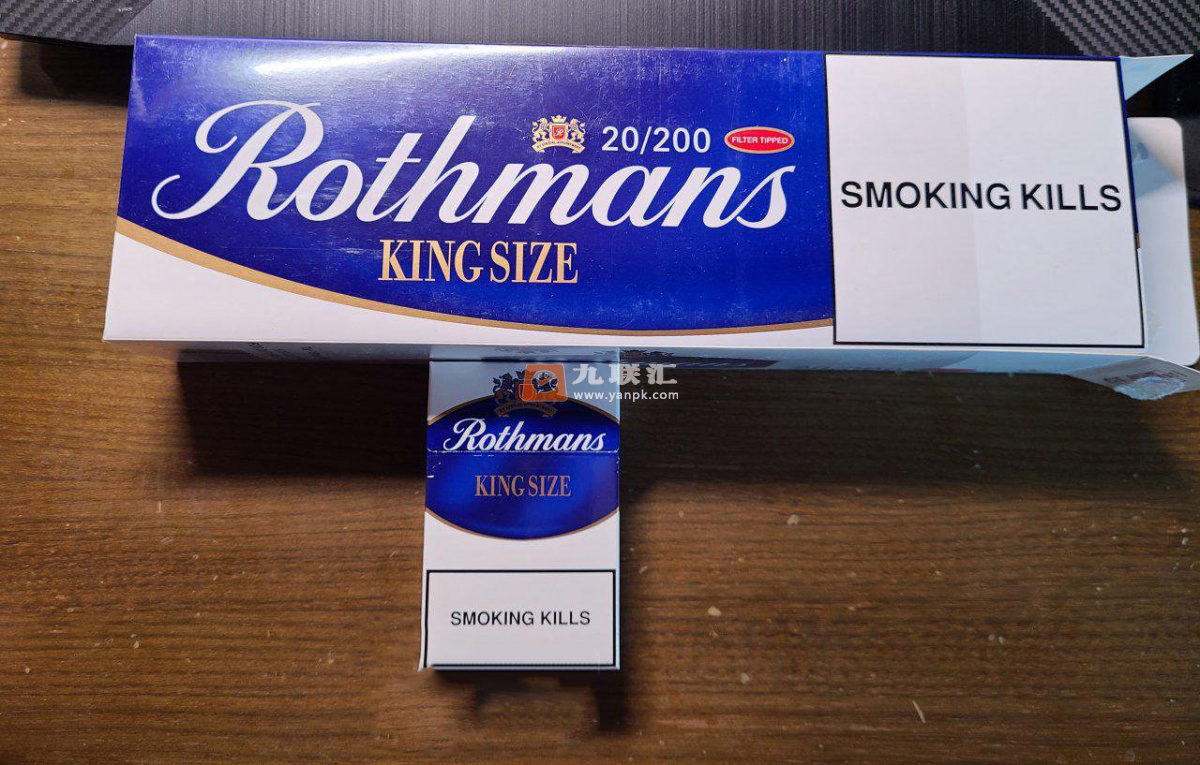 20/200
FILTER TIPPED
Rothmans
KING SIZE
SMOKING KILLS
九联汇
www.yanpk.com
Rothmans
KING SIZE
SMOKING KILLS